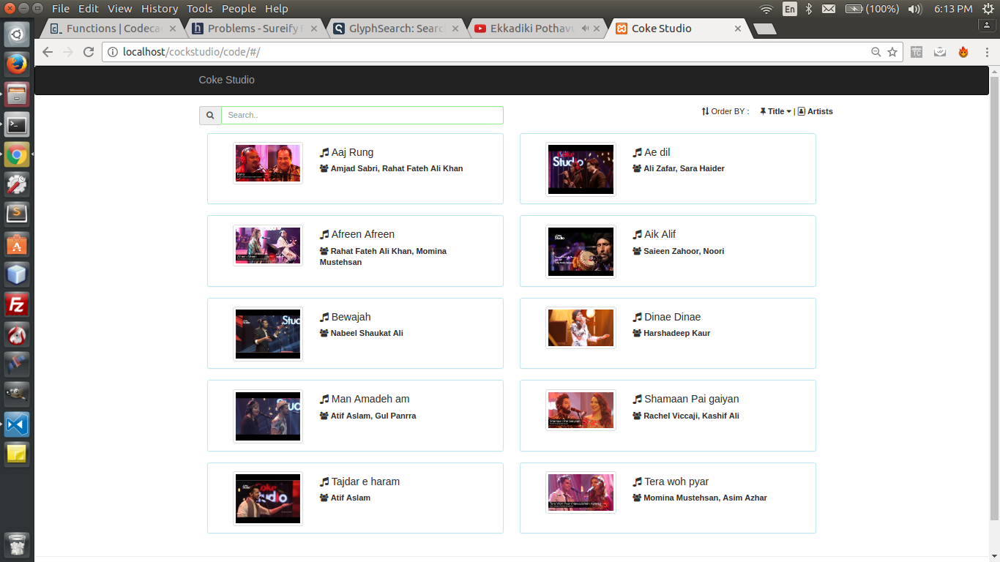 File Edit View History Tools People Help
En (100%) 6:13 PM
Functions | Codeca
Problems - Sureify
GlyphSearch: Searc
Ekkadiki Pothavu
Coke Studio
localhost/cockstudio/code/#/
TC
Coke Studio
Search..
Order BY : Title | Artists
Aaj Rung
Amjad Sabri, Rahat Fateh Ali Khan
Ae dil
Ali Zafar, Sara Haider
Afreen Afreen
Rahat Fateh Ali Khan, Momina
Mustehsan
Aik Alif
Saieen Zahoor, Noori
Bewajah
Nabeel Shaukat Ali
Dinae Dinae
Harshadeep Kaur
Man Amadeh am
Atif Aslam, Gul Panrra
Shamaan Pai gaiyan
Rachel Viccaji, Kashif Ali
Tajdar e haram
Atif Aslam
Tera woh pyar
Momina Mustehsan, Asim Azhar